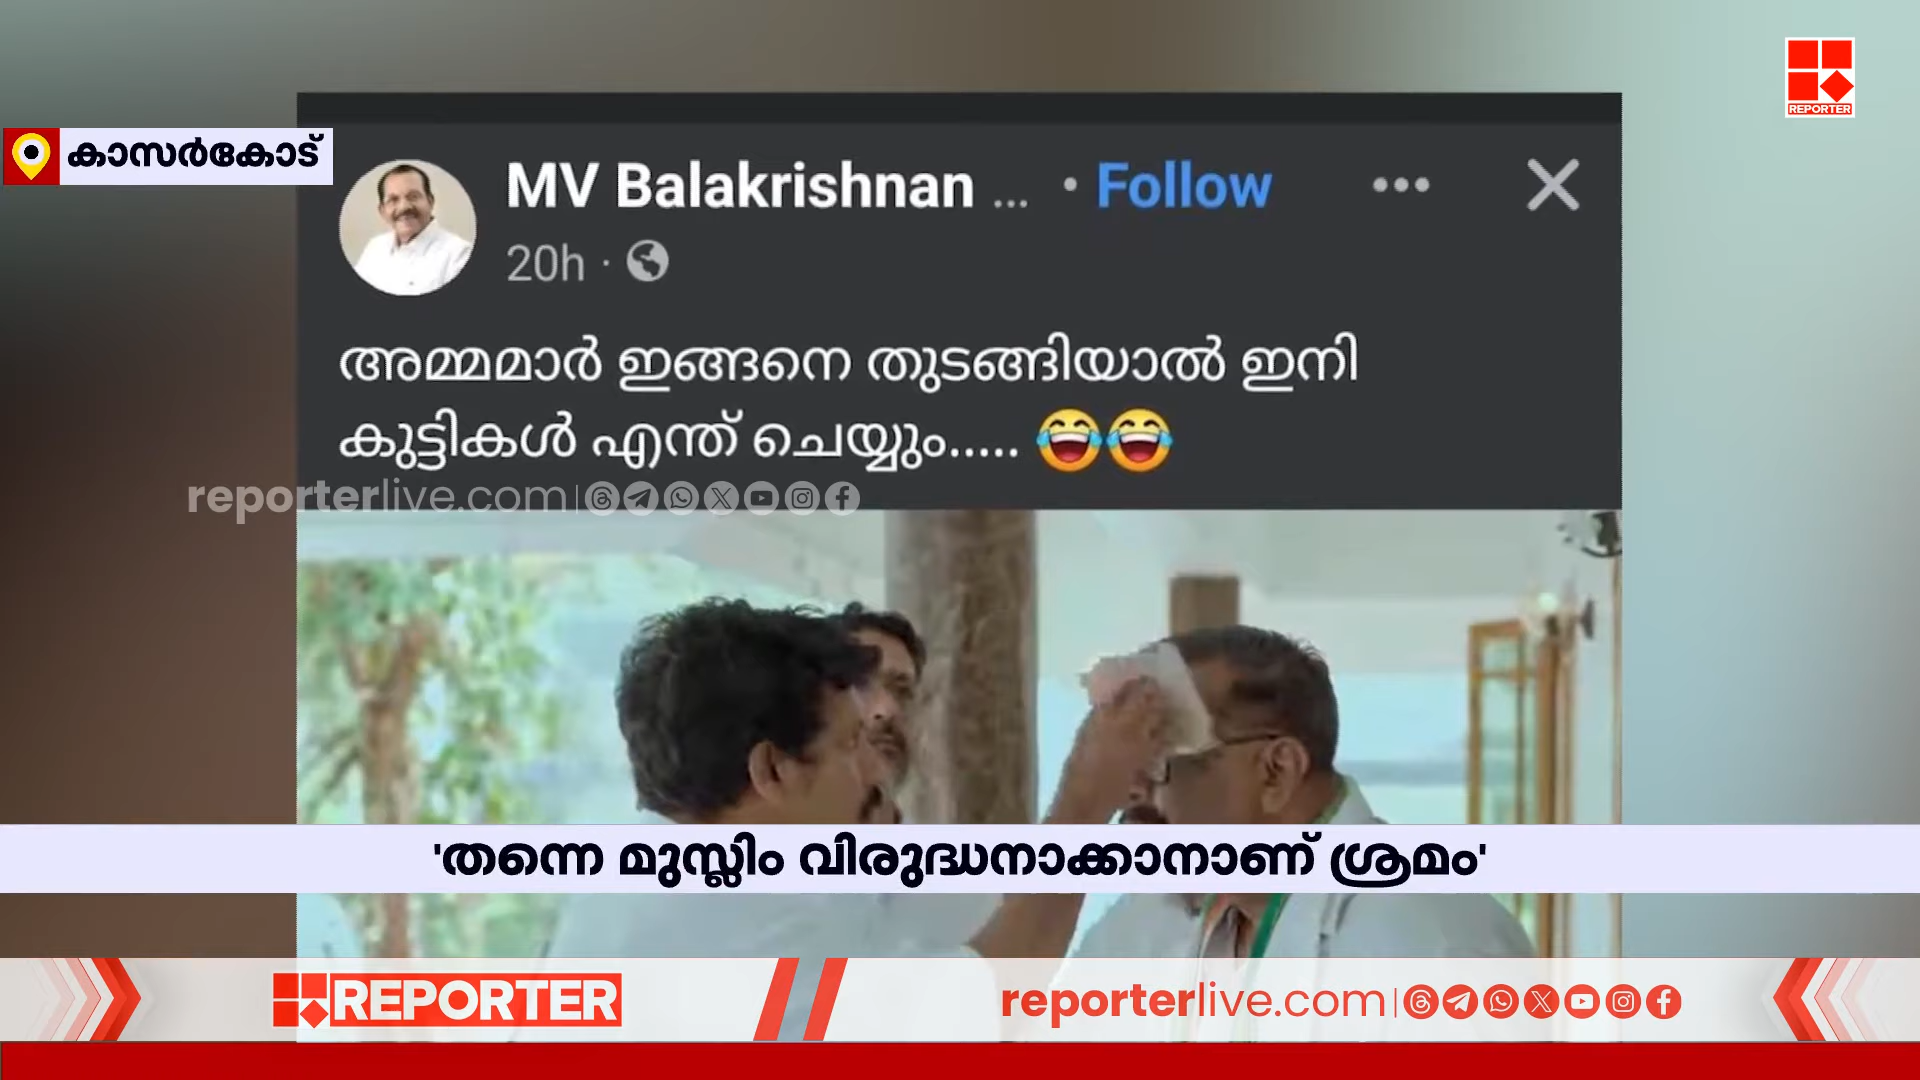 REPORTER
കാസർകോട്
MV Balakrishnan ... • Follow
20h ·
അമ്മമാർ ഇങ്ങനെ തുടങ്ങിയാൽ ഇനി
കുട്ടികൾ എന്ത് ചെയ്യും..... 😂😂
reporterlive.com
'തന്നെ മുസ്ലിം വിരുദ്ധനാക്കാനാണ് ശ്രമം'
REPORTER
reporterlive.com